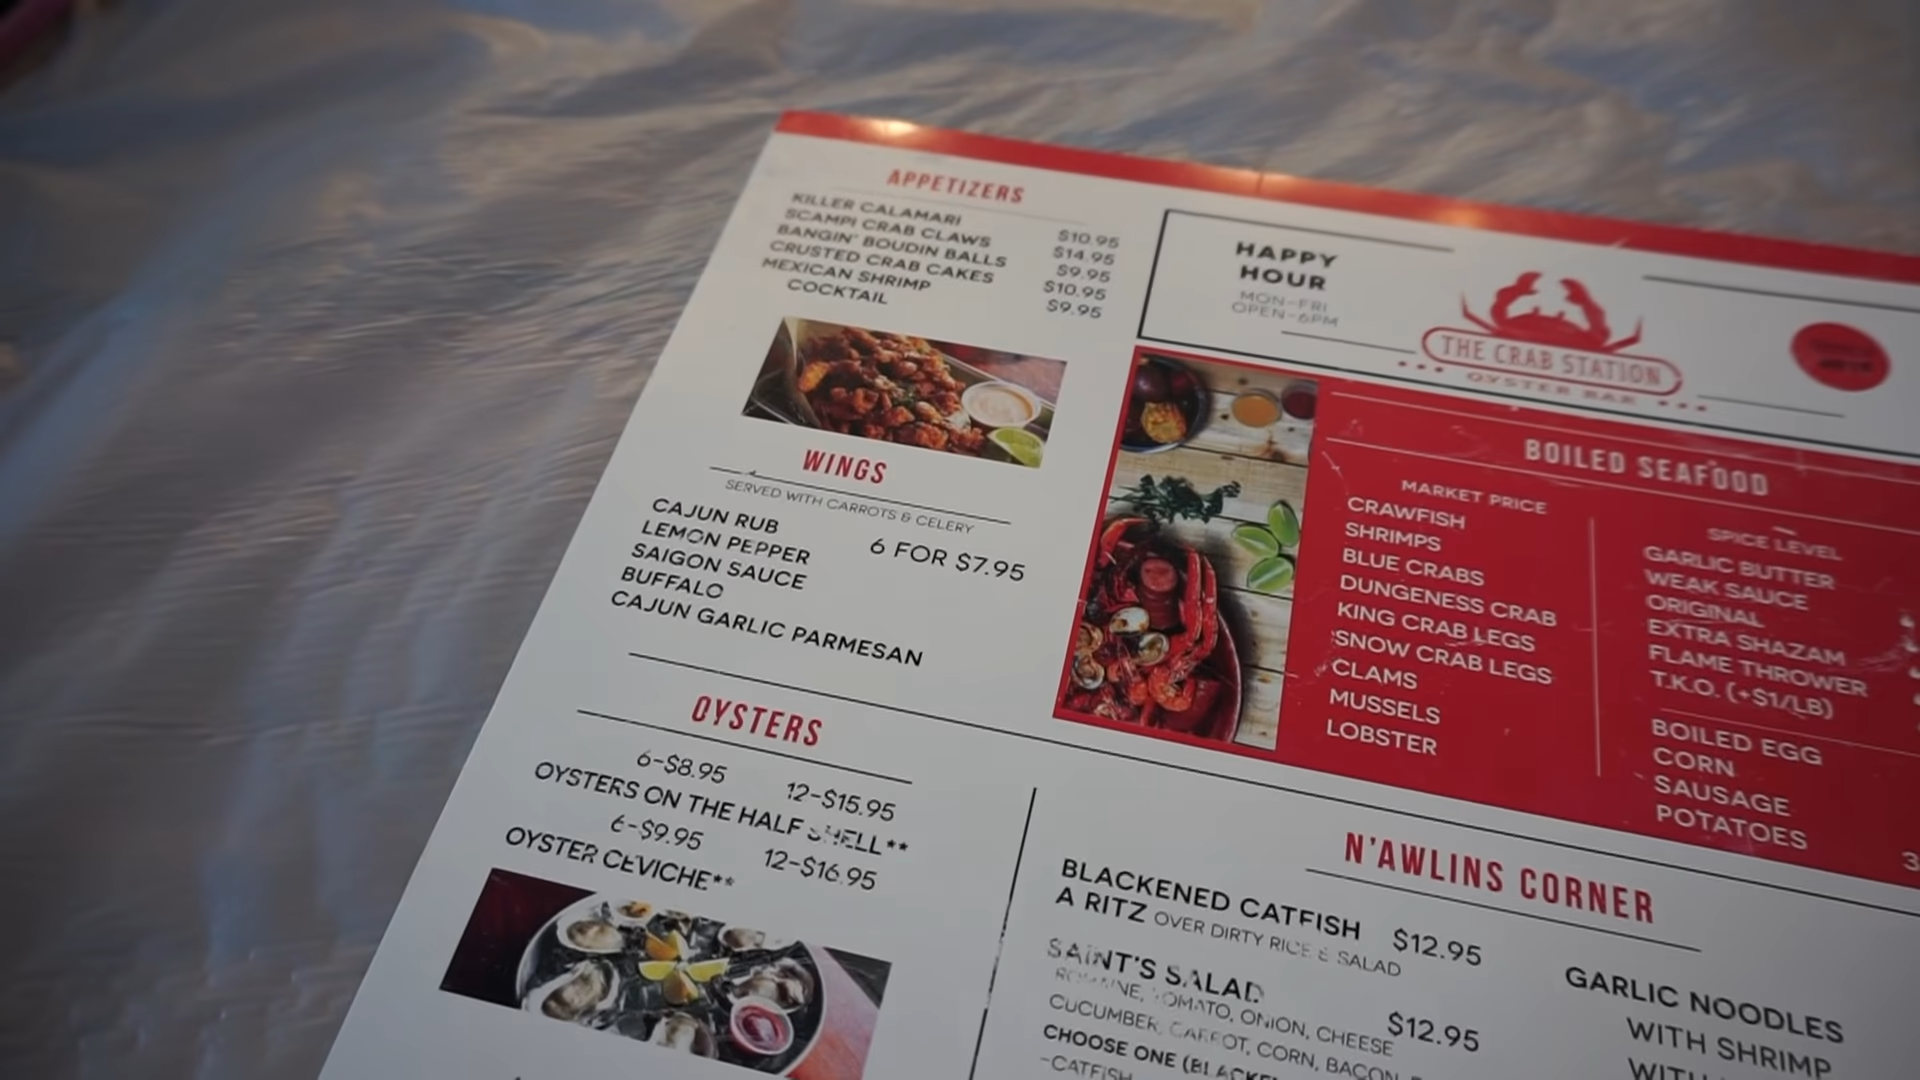 APPETIZERS
KILLER CALAMARI $10.95
SCAMPI CRAB CLAWS $14.95
BANGIN' BOUDIN BALLS $9.95
CRUSTED CRAB CAKES $10.95
MEXICAN SHRIMP
COCKTAIL $9.95
WINGS
SERVED WITH CARROTS & CELERY
CAJUN RUB
LEMON PEPPER 6 FOR $7.95
SAIGON SAUCE
BUFFALO
CAJUN GARLIC PARMESAN
OYSTERS
6-$8.95 12-$15.95
OYSTERS ON THE HALF SHELL**
6-$9.95 12-$16.95
OYSTER CEVICHE**
HAPPY
HOUR
MON-FRI
OPEN-6PM
THE CRAB STATION
OYSTER BAR
BOILED SEAFOOD
MARKET PRICE
CRAWFISH
SHRIMPS
BLUE CRABS
DUNGENESS CRAB
KING CRAB LEGS
SNOW CRAB LEGS
CLAMS
MUSSELS
LOBSTER
SPICE LEVEL
GARLIC BUTTER
WEAK SAUCE
ORIGINAL
EXTRA SHAZAM
FLAME THROWER
T.K.O. (+$1/LB)
BOILED EGG
CORN
SAUSAGE
POTATOES
N'AWLINS CORNER
BLACKENED CATFISH
A RITZ OVER DIRTY RICE & SALAD $12.95
SAINT'S SALAD
ROMAINE, TOMATO, ONION, CHEESE $12.95
CUCUMBER, CARROT, CORN, BACON
CHOOSE ONE
-CATFISH
GARLIC NOODLES
WITH SHRIMP